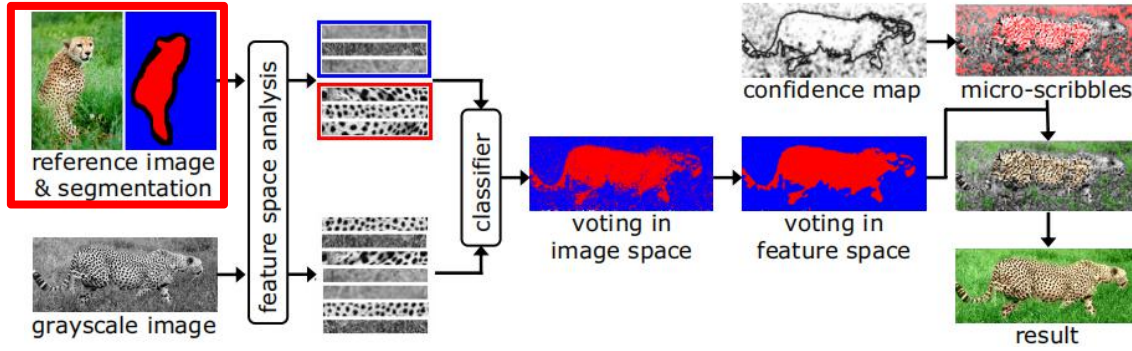 reference image
& segmentation
grayscale image
feature space analysis
classifier
voting in
image space
voting in
feature space
confidence map
micro-scribbles
result